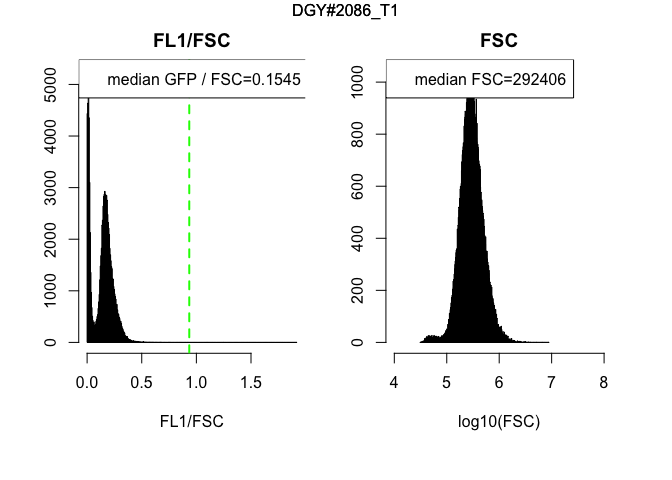 DGY#2086_T1
FL1/FSC
median GFP / FSC=0.1545
5000
4000
3000
2000
1000
0
0.0 0.5 1.0 1.5
FL1/FSC
FSC
median FSC=292406
1000
800
600
400
200
0
4 5 6 7 8
log10(FSC)